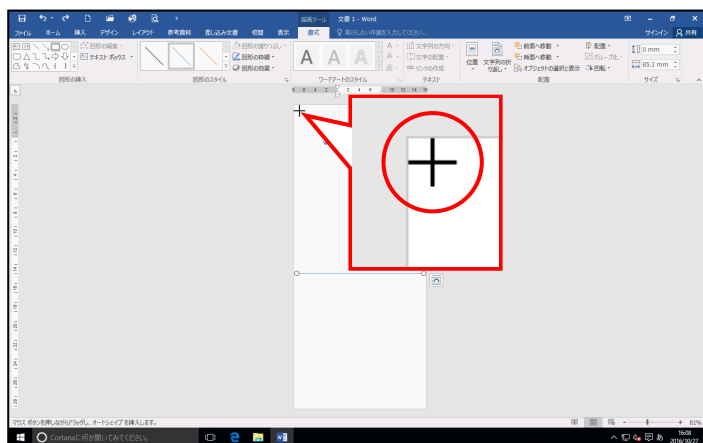 描画ツール 文書 1 - Word
ファイル ホーム 挿入 デザイン レイアウト 参考資料 差し込み文書 校閲 表示 書式 実行したい作業を入力してください... サインイン 共有
図形の編集
テキスト ボックス
図形の挿入
図形の塗りつぶし
図形の枠線
図形の効果
図形のスタイル
A A A
ワードアートのスタイル
文字列の方向
文字の配置
リンクの作成
テキスト
位置
文字列の折り返し
前面へ移動
背面へ移動
オブジェクトの選択と表示
配置
グループ化
回転
配置
0 mm
85.3 mm
サイズ
マウス ボタンを押しながらドラッグし、オートシェイプを挿入します。
81%
Cortanaに何か聞いてみてください。
あ
16:08
2016/10/27